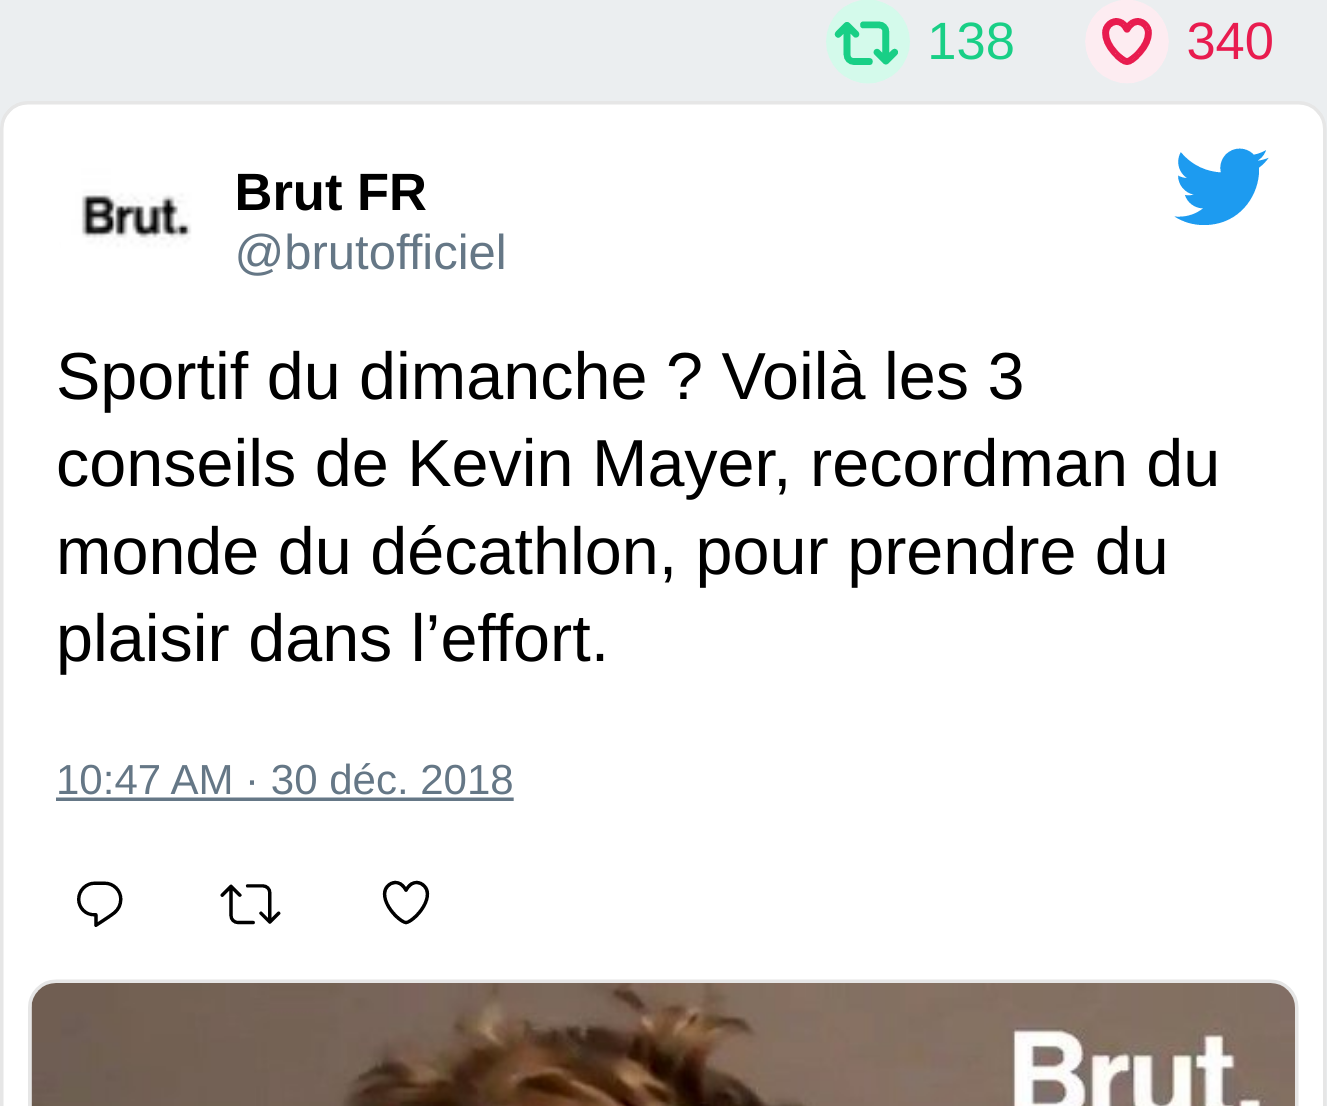 138 340
Brut.
Brut FR
@brutofficiel
Sportif du dimanche ? Voilà les 3
conseils de Kevin Mayer, recordman du
monde du décathlon, pour prendre du
plaisir dans l’effort.
10:47 AM · 30 déc. 2018
Brut.